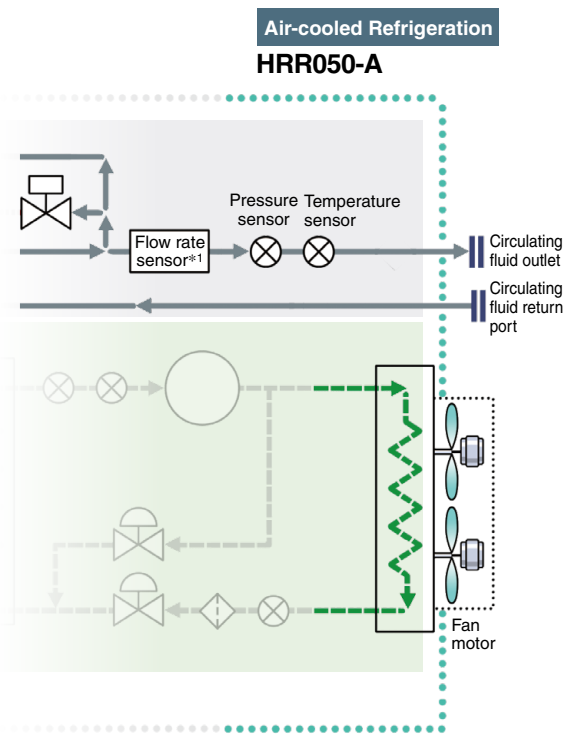 Air-cooled Refrigeration
HRR050-A
Pressure
sensor
Temperature
sensor
Flow rate
sensor*1
Circulating
fluid outlet
Circulating
fluid return
port
Fan
motor